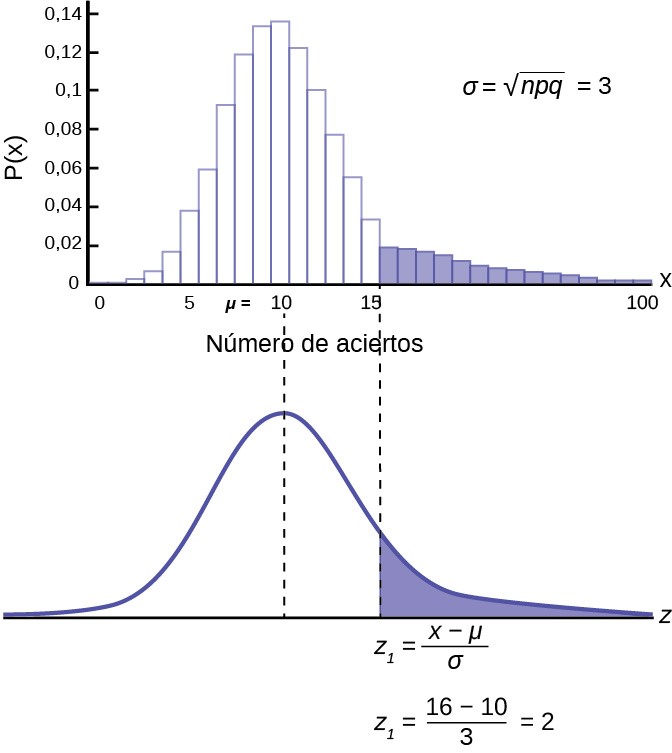 0,14
0,12
0,1
0,08
0,06
0,04
0,02
0
P(x)
σ = √npq = 3
0 5 μ = 10 15 100
x
Número de aciertos
z
z1 = x − μ / σ
z1 = 16 − 10 / 3 = 2